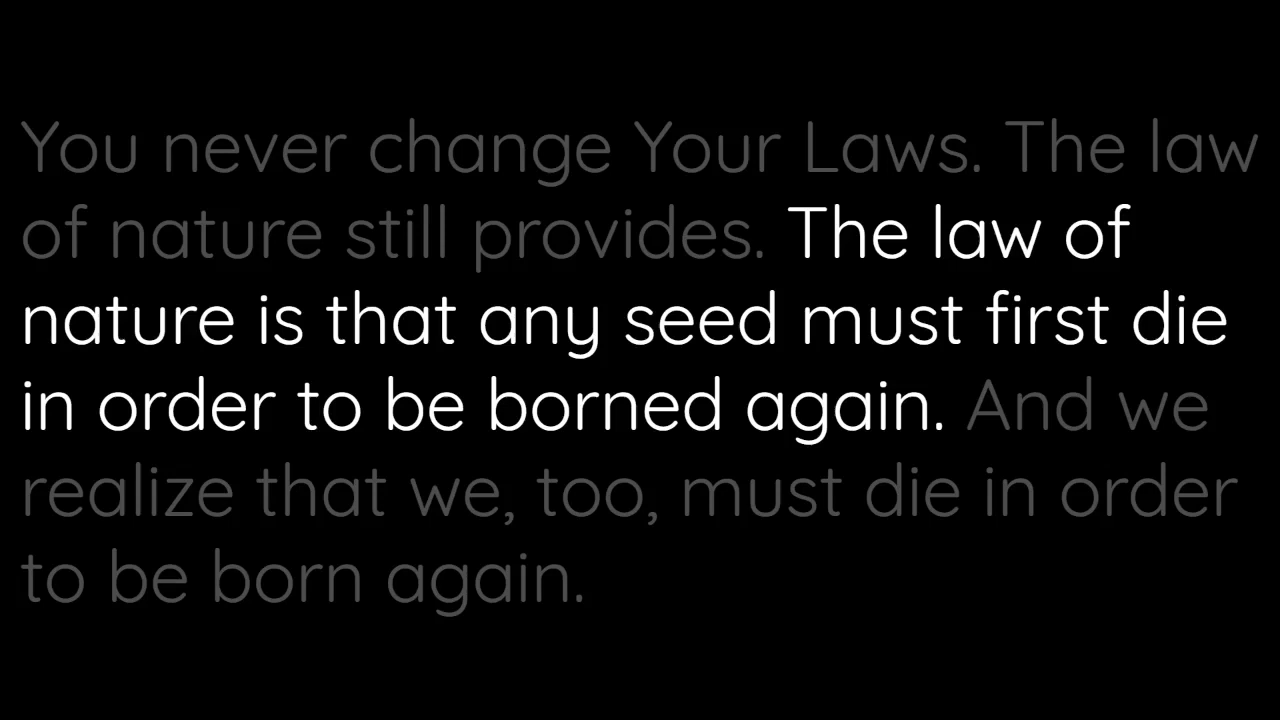 You never change Your Laws. The law
of nature still provides. The law of
nature is that any seed must first die
in order to be borned again. And we
realize that we, too, must die in order
to be born again.